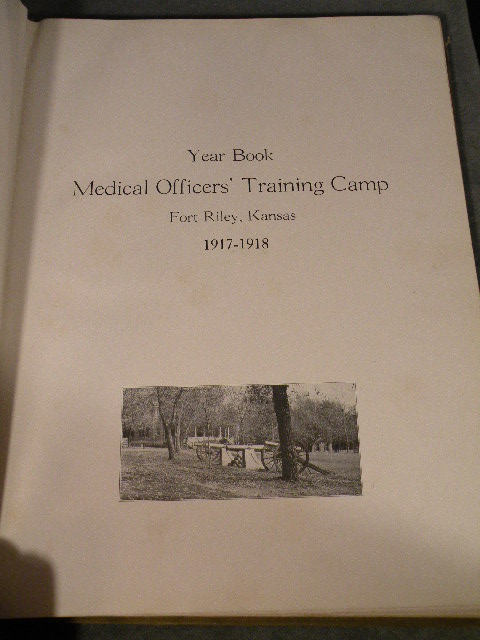 Year Book
Medical Officers' Training Camp
Fort Riley, Kansas
1917-1918